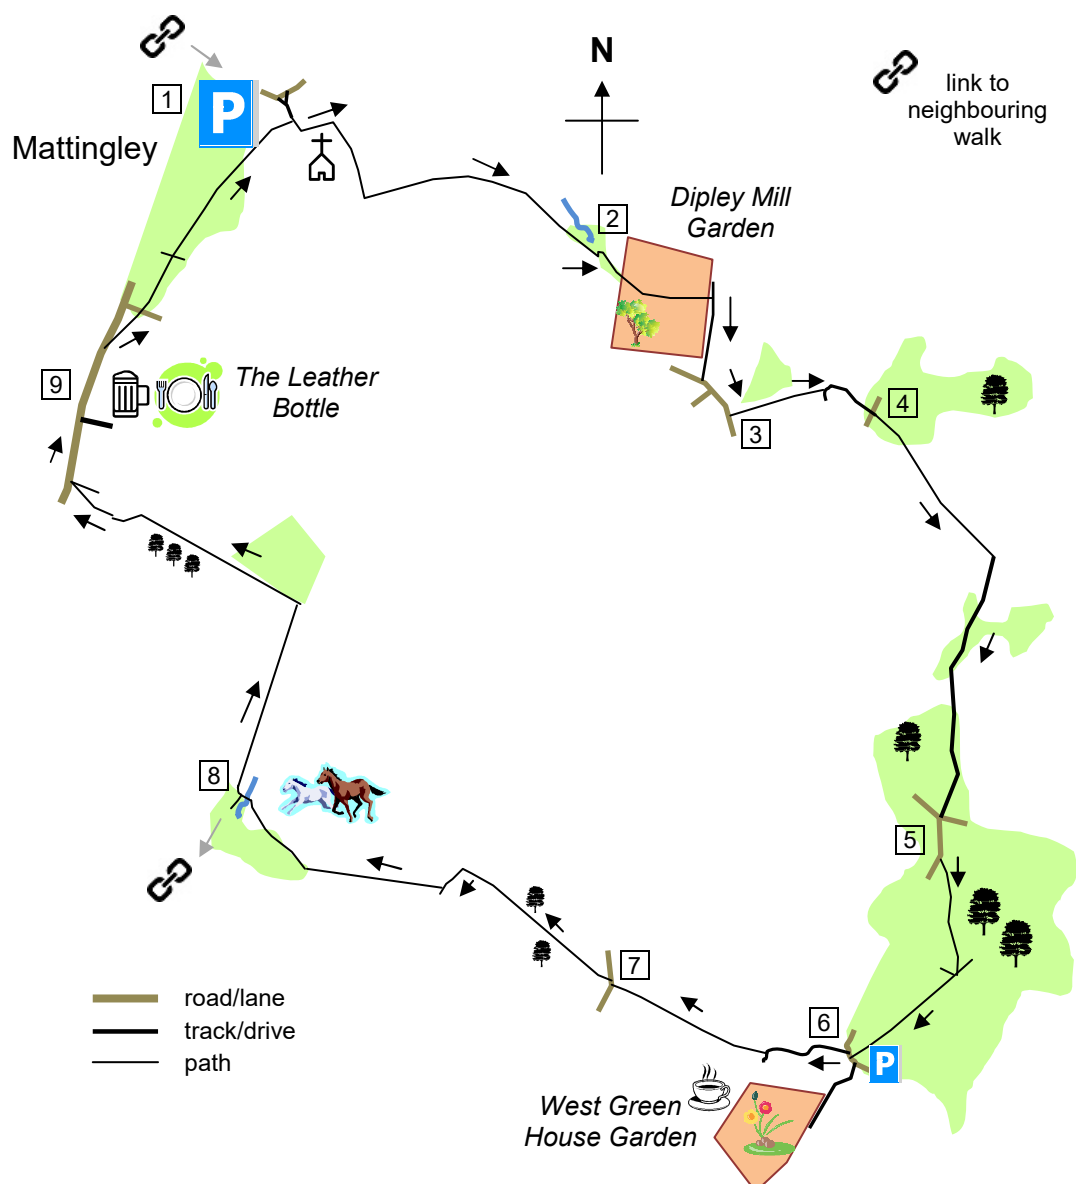 N
link to
neighbouring
walk
1
P
Mattingley
2
Dipley Mill
Garden
9
The Leather
Bottle
3
4
8
5
7
6
P
road/lane
track/drive
path
West Green
House Garden